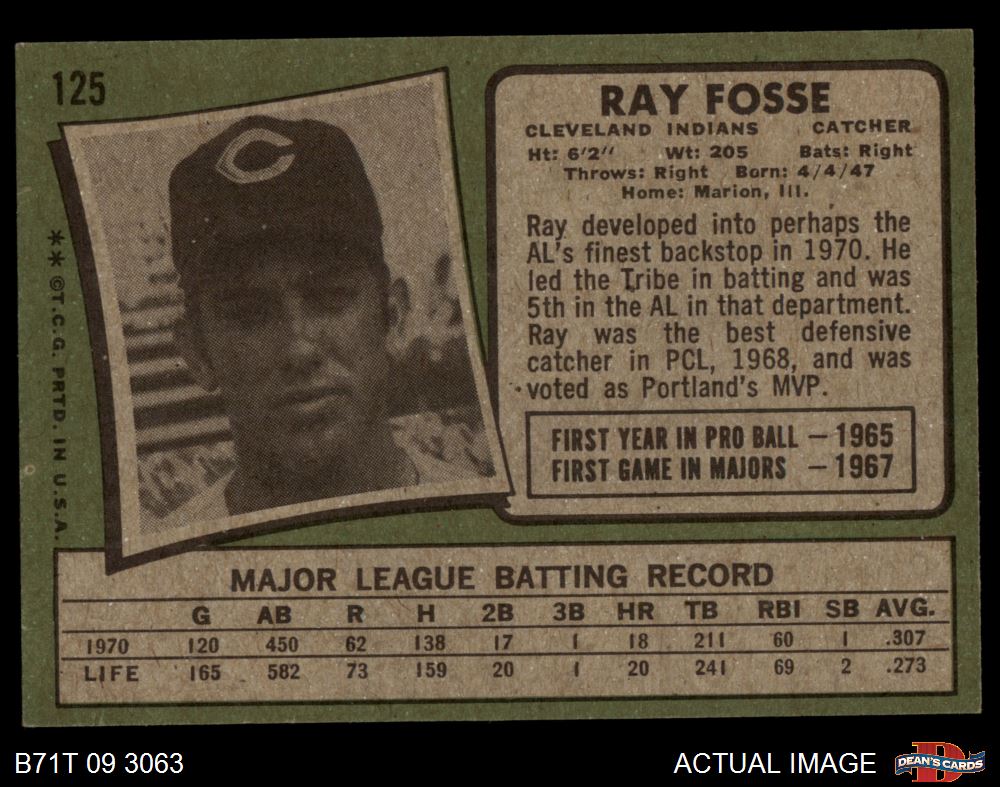 125
RAY FOSSE
CLEVELAND INDIANS CATCHER
Ht: 6'2" Wt: 205 Bats: Right
Throws: Right Born: 4/4/47
Home: Marion, Ill.
Ray developed into perhaps the
AL's finest backstop in 1970. He
led the Tribe in batting and was
5th in the AL in that department.
Ray was the best defensive
catcher in PCL, 1968, and was
voted as Portland's MVP.
FIRST YEAR IN PRO BALL — 1965
FIRST GAME IN MAJORS — 1967
**©T.C.G. PRTD. IN U.S.A.
MAJOR LEAGUE BATTING RECORD
G AB R H 2B 3B HR TB RBI SB AVG.
1970 120 450 62 138 17 1 18 211 60 1 .307
LIFE 165 582 73 159 20 1 20 241 69 2 .273
B71T 09 3063
ACTUAL IMAGE
DEAN'S CARDS